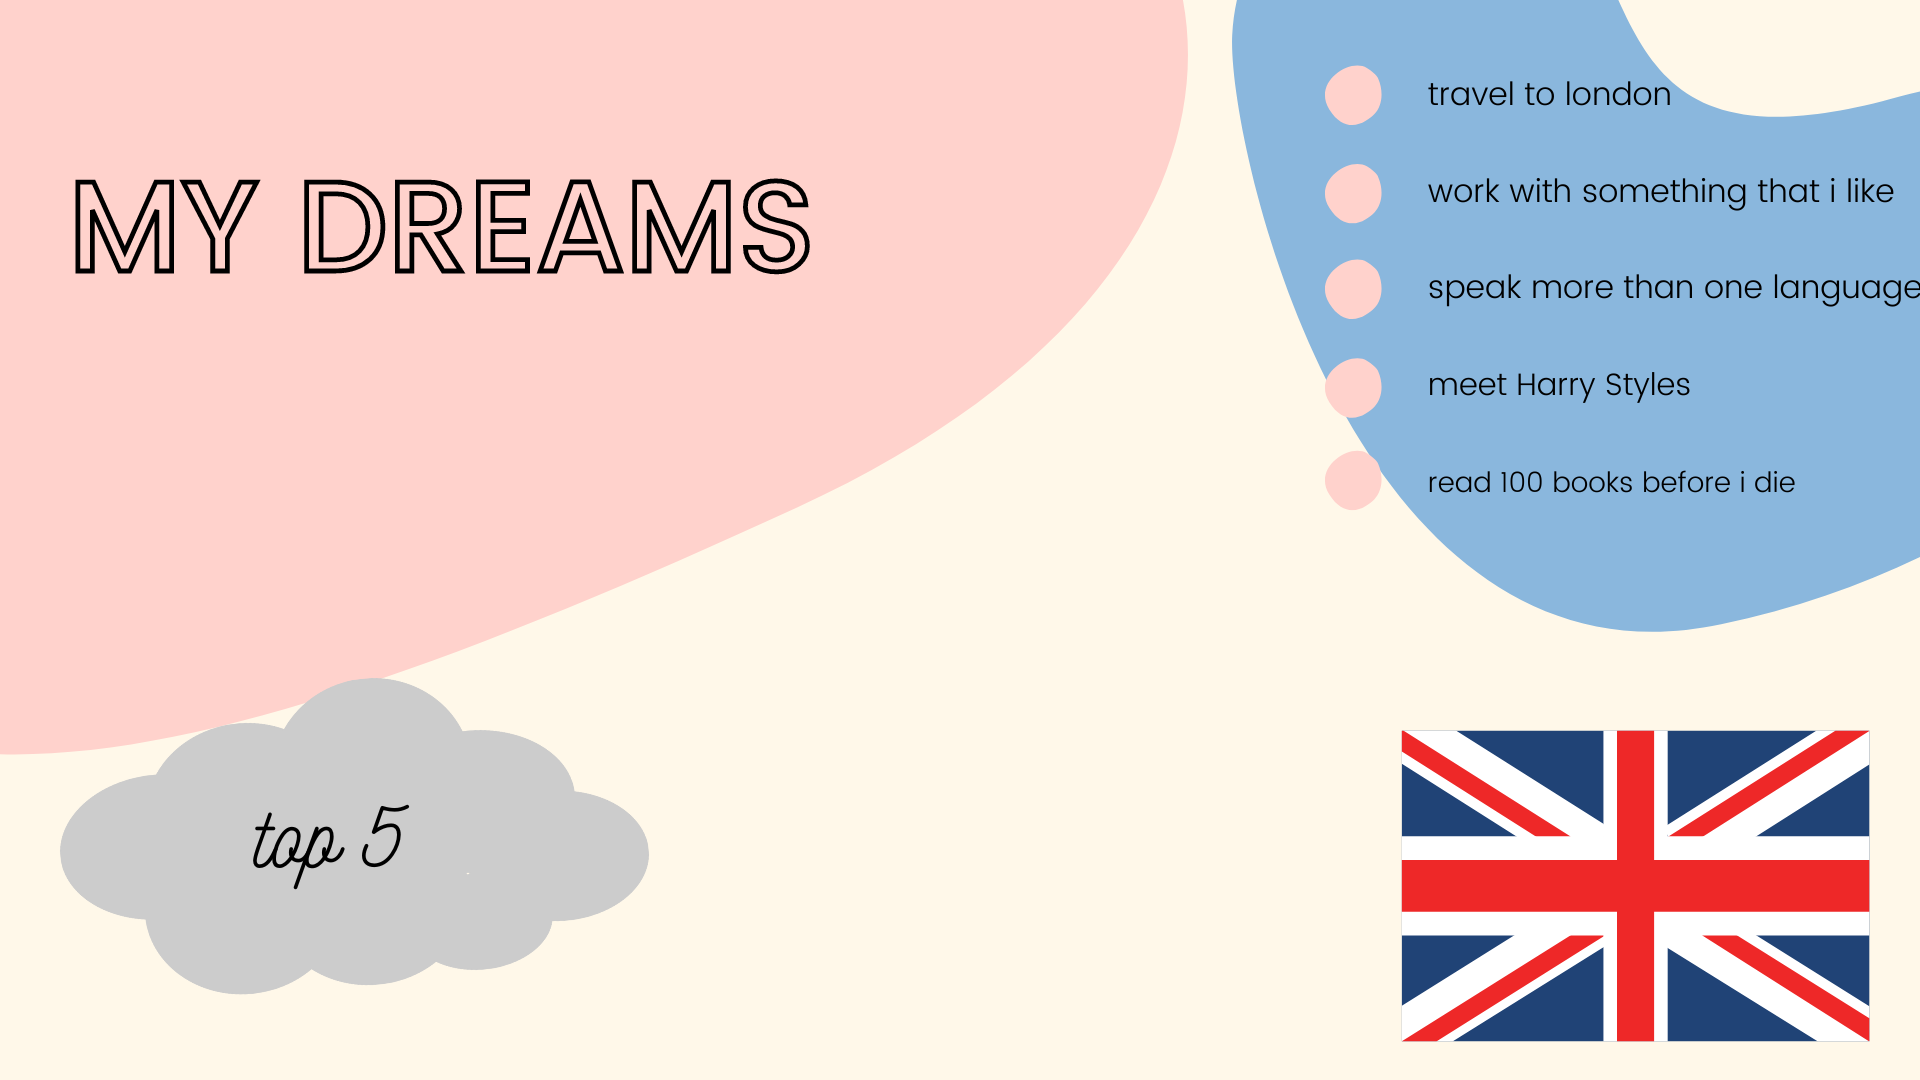 MY DREAMS
top 5
travel to london
work with something that i like
speak more than one language
meet Harry Styles
read 100 books before i die